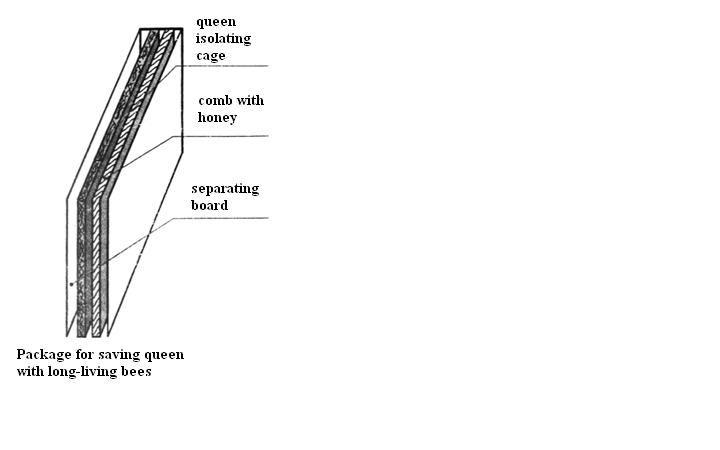 queen
isolating
cage
comb with
honey
separating
board
Package for saving queen
with long-living bees